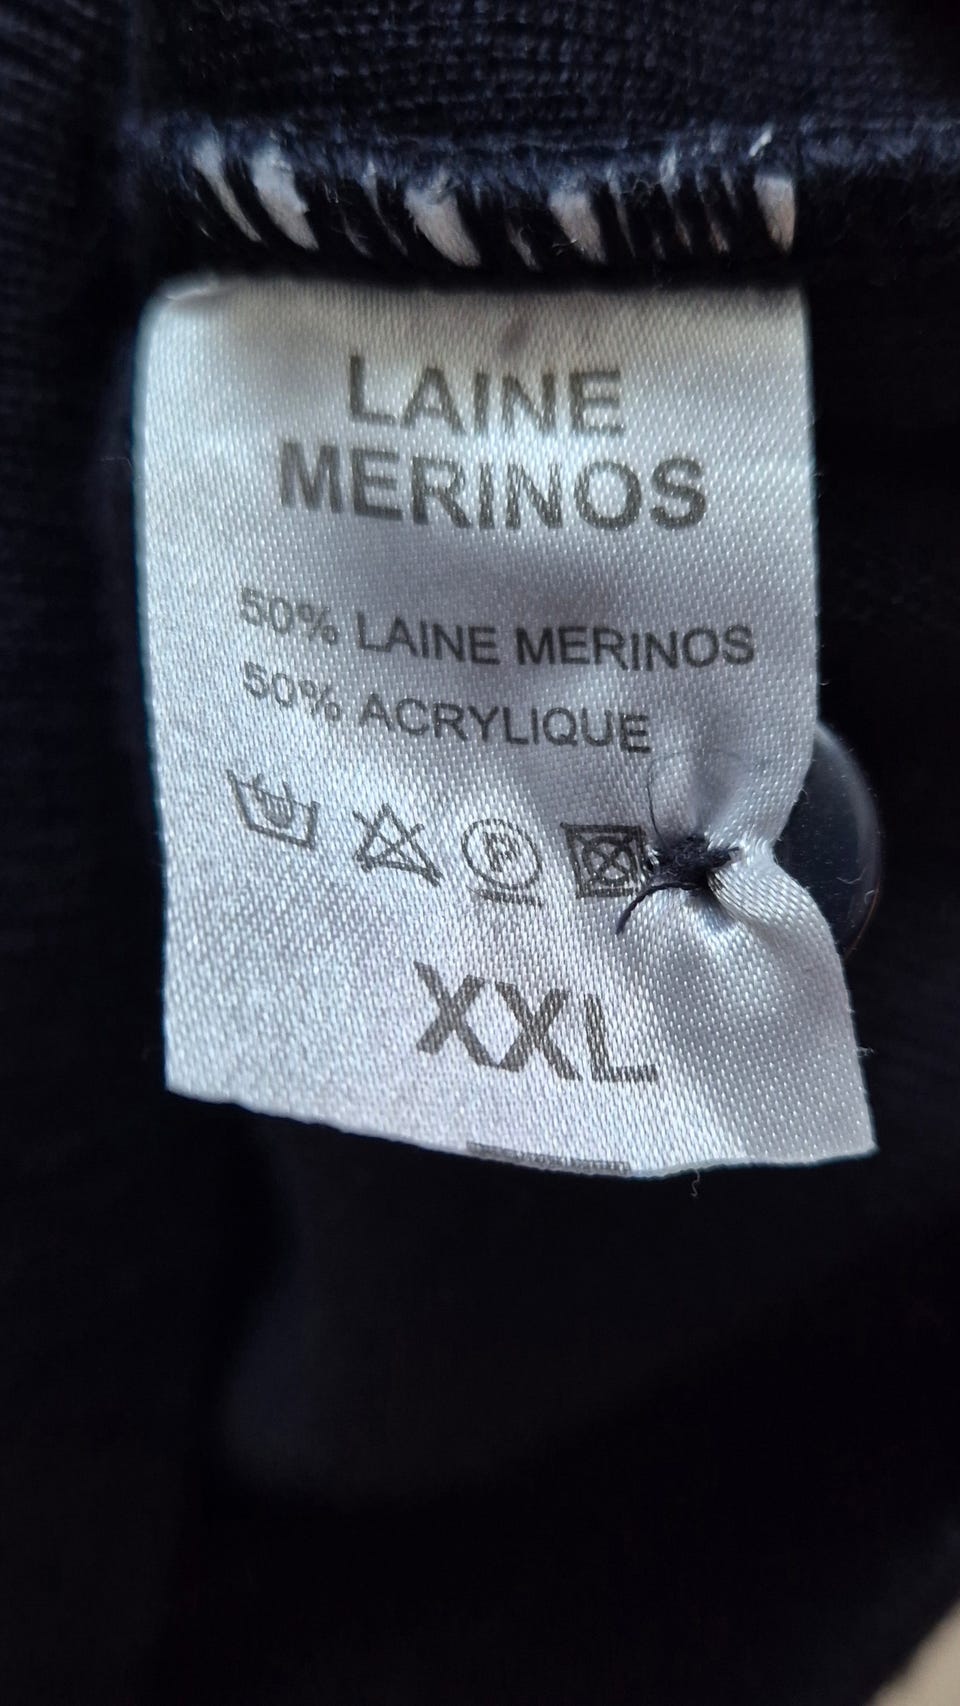 LAINE
MERINOS
50% LAINE MERINOS
50% ACRYLIQUE
P
XXL